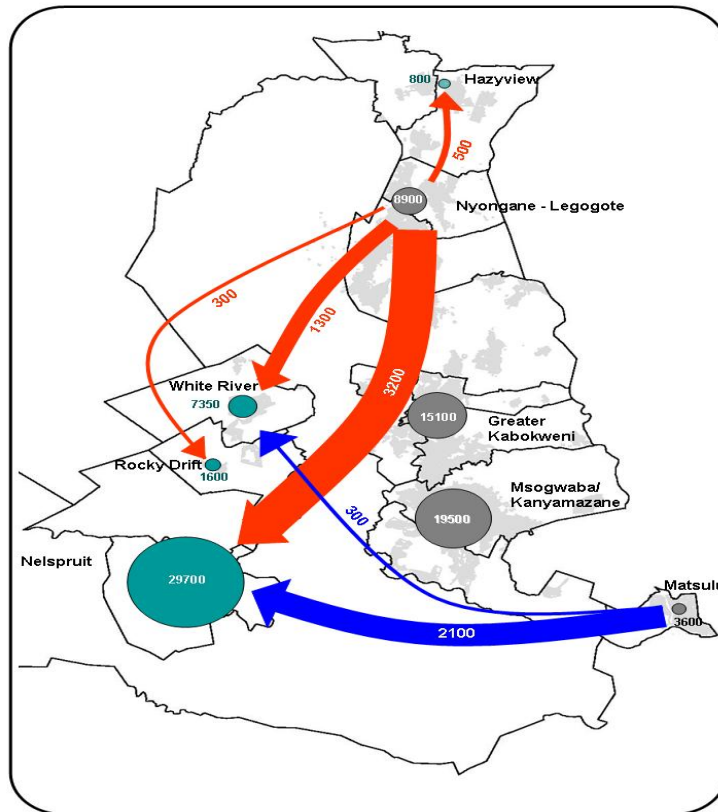 800
Hazyview
500
8900
Nyongane - Legogote
300
1300
3200
White River
7350
15100
Greater
Kabokweni
Rocky Drift
1600
Msogwaba/
Kanyamazane
19500
300
Nelspruit
29700
Matsulu
3600
2100